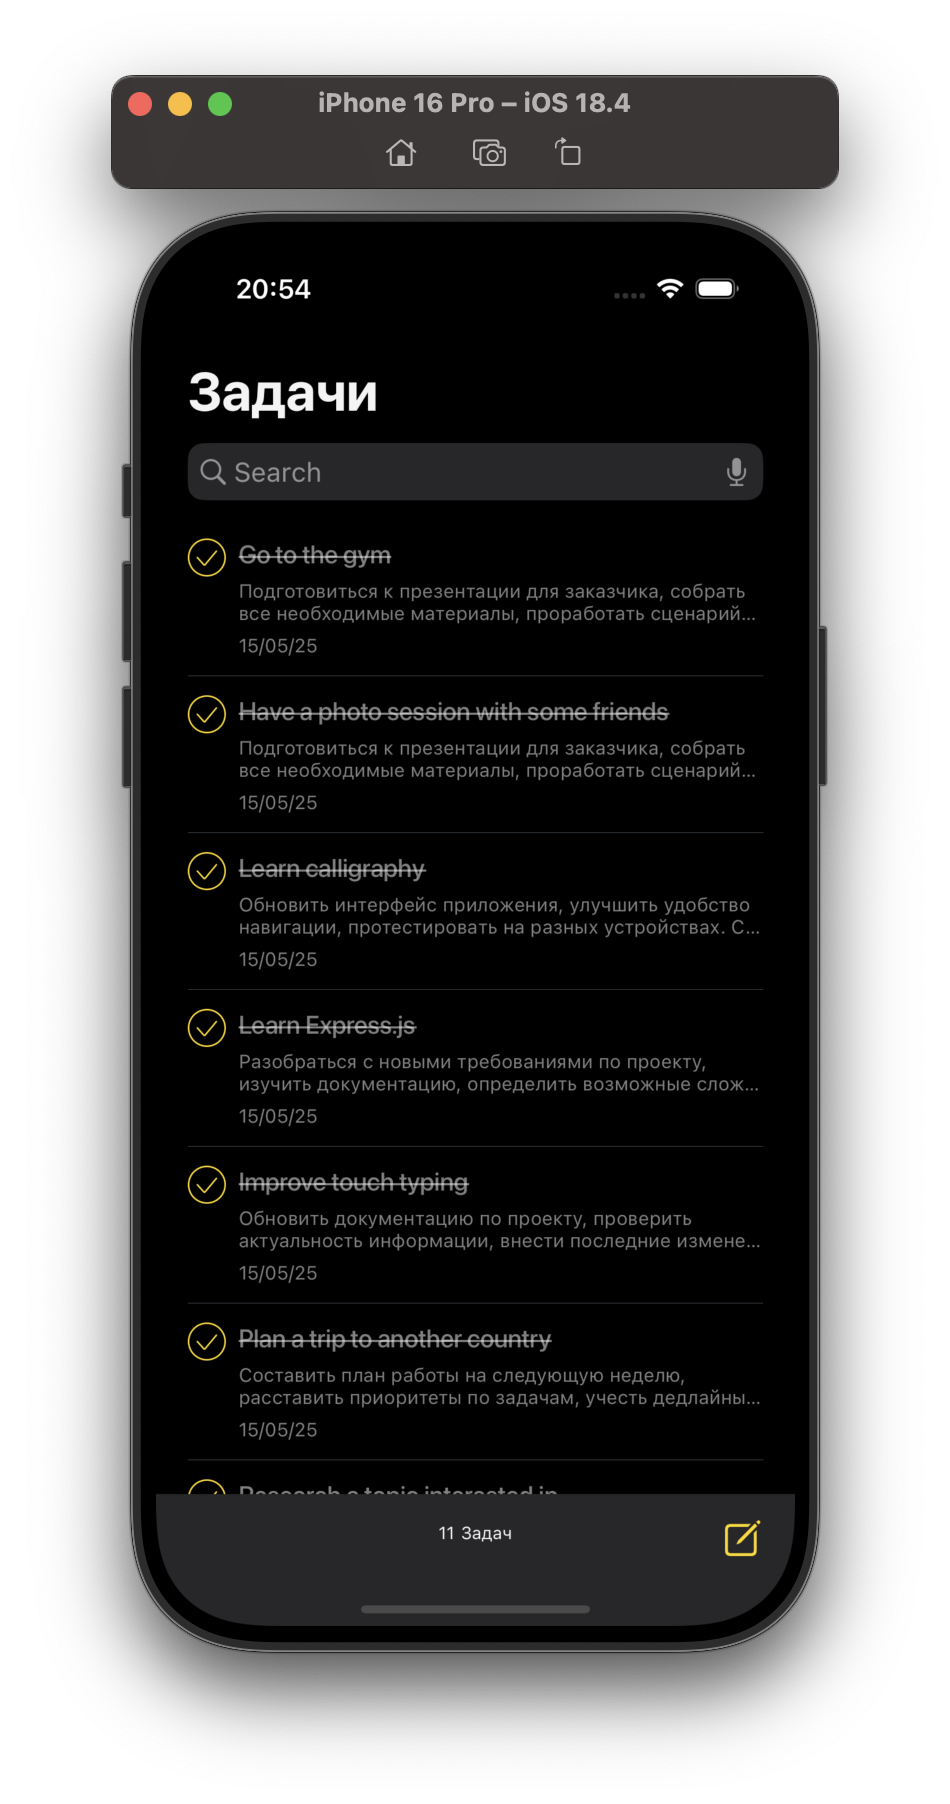 iPhone 16 Pro – iOS 18.4
20:54
Задачи
Search
Go to the gym
Подготовиться к презентации для заказчика, собрать
все необходимые материалы, проработать сценарий...
15/05/25
Have a photo session with some friends
Подготовиться к презентации для заказчика, собрать
все необходимые материалы, проработать сценарий...
15/05/25
Learn calligraphy
Обновить интерфейс приложения, улучшить удобство
навигации, протестировать на разных устройствах. С...
15/05/25
Learn Express.js
Разобраться с новыми требованиями по проекту,
изучить документацию, определить возможные слож...
15/05/25
Improve touch typing
Обновить документацию по проекту, проверить
актуальность информации, внести последние измене...
15/05/25
Plan a trip to another country
Составить план работы на следующую неделю,
расставить приоритеты по задачам, учесть дедлайны...
15/05/25
Research a topic interested in
11 Задач